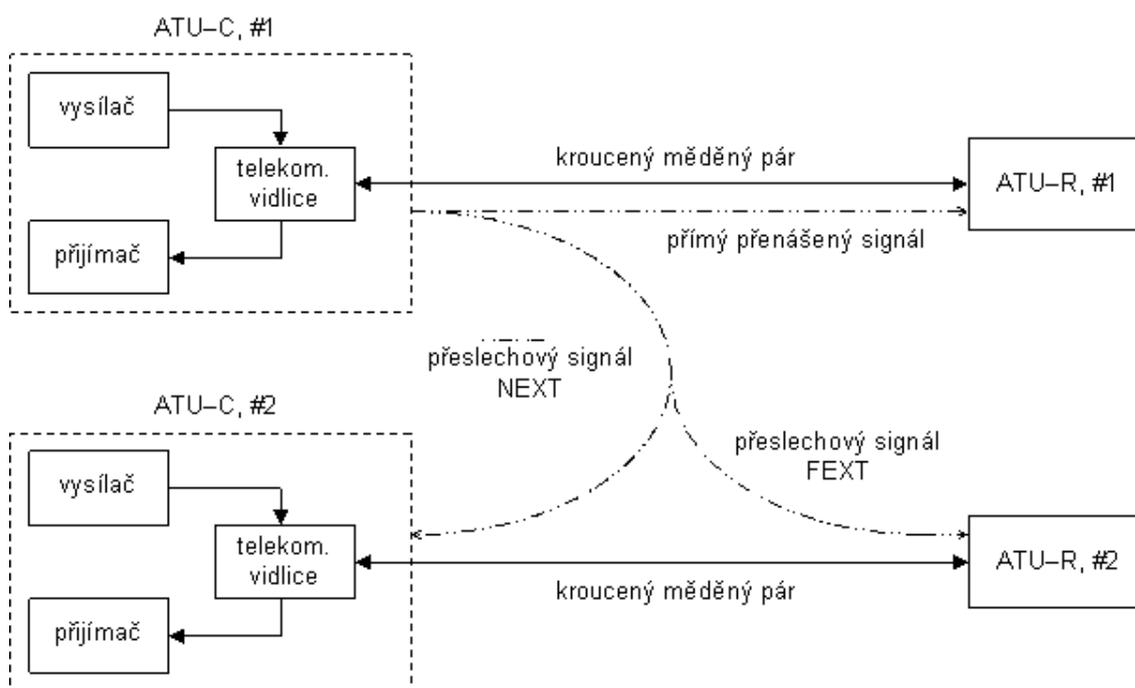 ATU–C, #1
vysílač
telekom.
vidlice
přijímač
kroucený měděný pár
přímý přenášený signál
ATU–R, #1
přeslechový signál
NEXT
přeslechový signál
FEXT
ATU–C, #2
vysílač
telekom.
vidlice
přijímač
kroucený měděný pár
ATU–R, #2